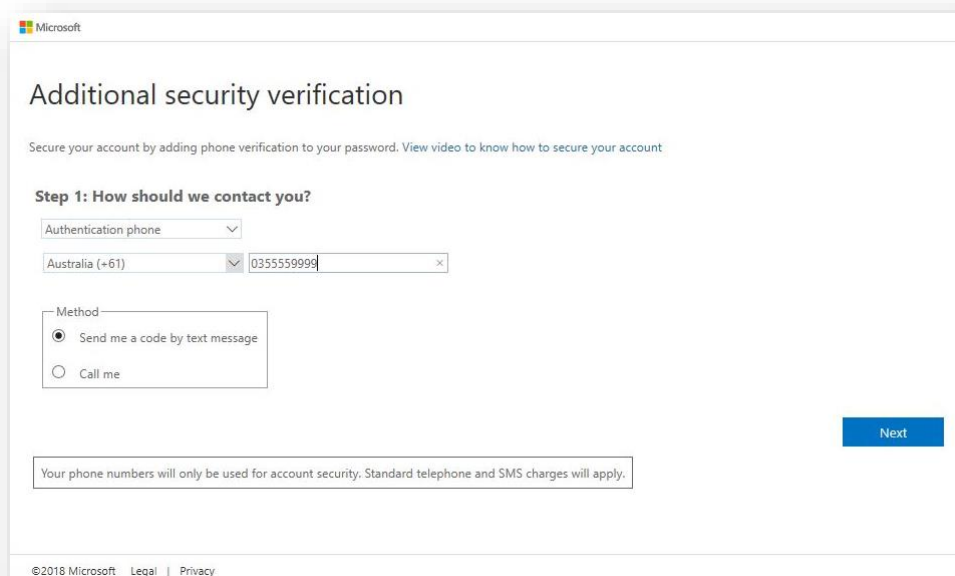 Microsoft
Additional security verification
Secure your account by adding phone verification to your password. View video to know how to secure your account
Step 1: How should we contact you?
Authentication phone
Australia (+61) 0355559999 ×
Method
Send me a code by text message
Call me
Next
Your phone numbers will only be used for account security. Standard telephone and SMS charges will apply.
©2018 Microsoft Legal | Privacy